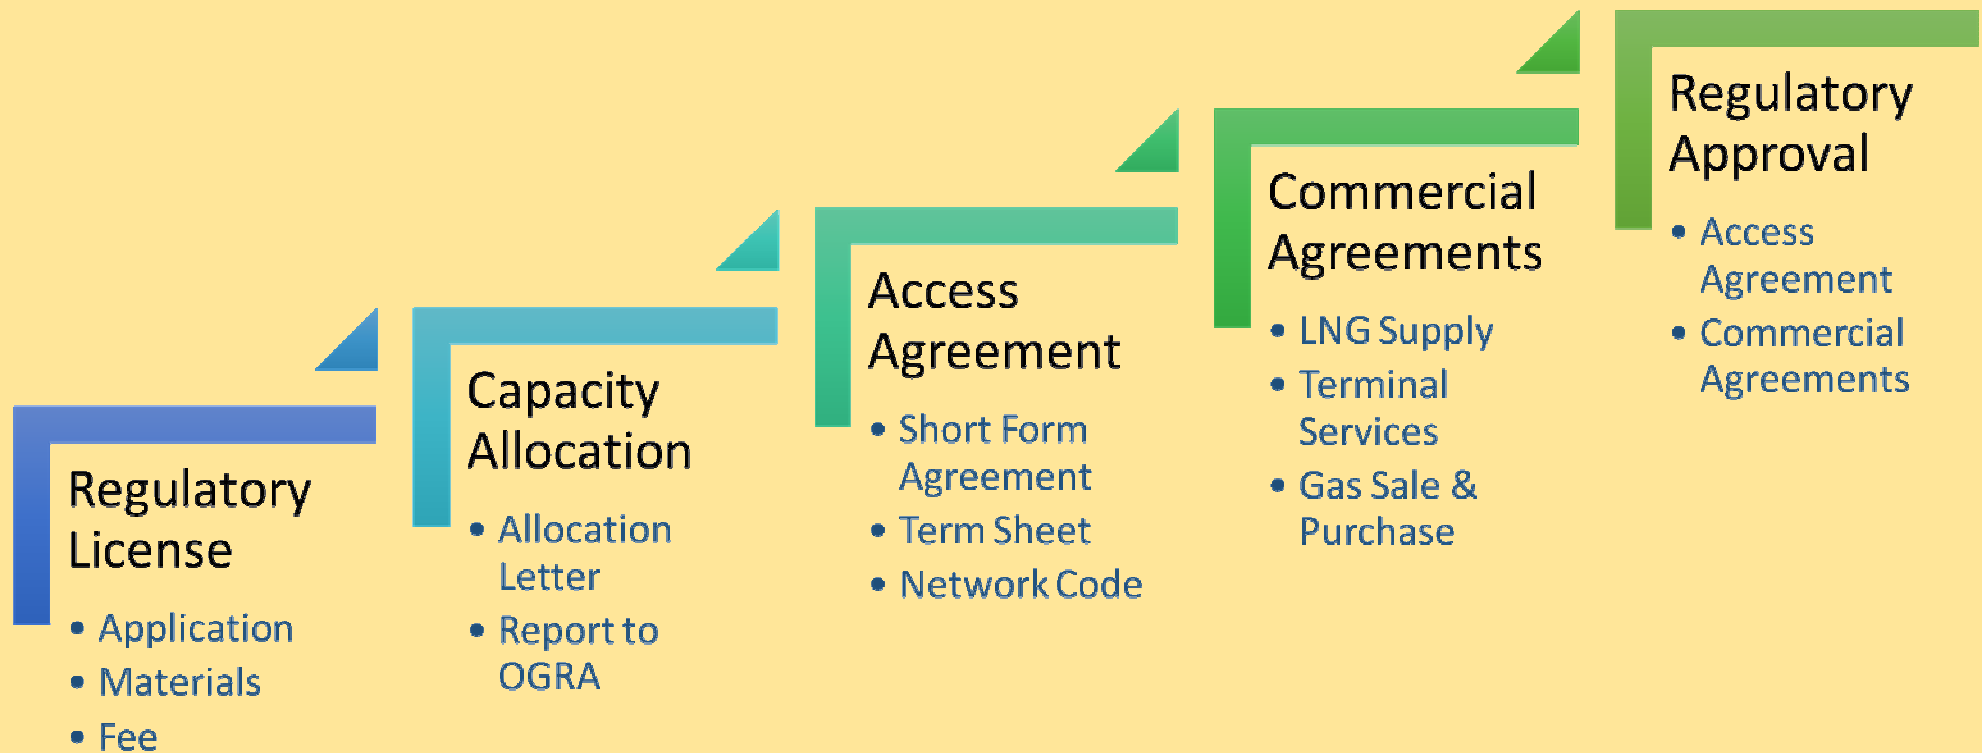 Regulatory
License
• Application
• Materials
• Fee
Capacity
Allocation
• Allocation
Letter
• Report to
OGRA
Access
Agreement
• Short Form
Agreement
• Term Sheet
• Network Code
Commercial
Agreements
• LNG Supply
• Terminal
Services
• Gas Sale &
Purchase
Regulatory
Approval
• Access
Agreement
• Commercial
Agreements